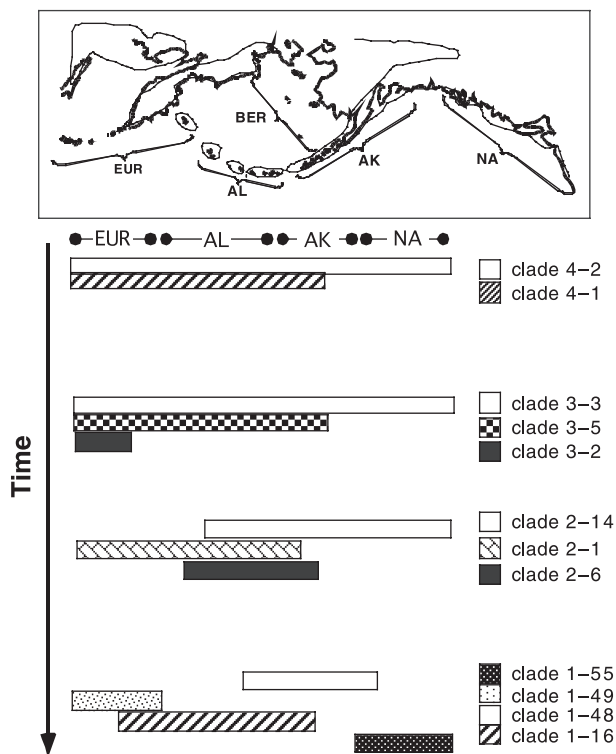 BER
EUR
AL
AK
NA
EUR AL AK NA
clade 4–2
clade 4–1
clade 3–3
clade 3–5
clade 3–2
Time
clade 2–14
clade 2–1
clade 2–6
clade 1–55
clade 1–49
clade 1–48
clade 1–16